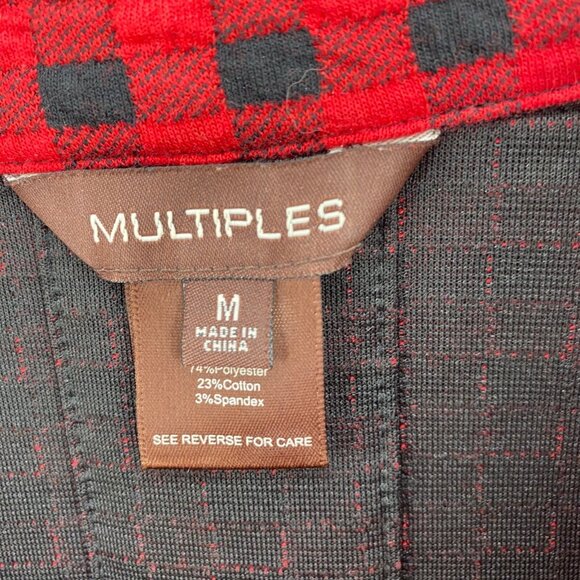 MULTIPLES
M
MADE IN
CHINA
74%Polyester
23%Cotton
3%Spandex
SEE REVERSE FOR CARE